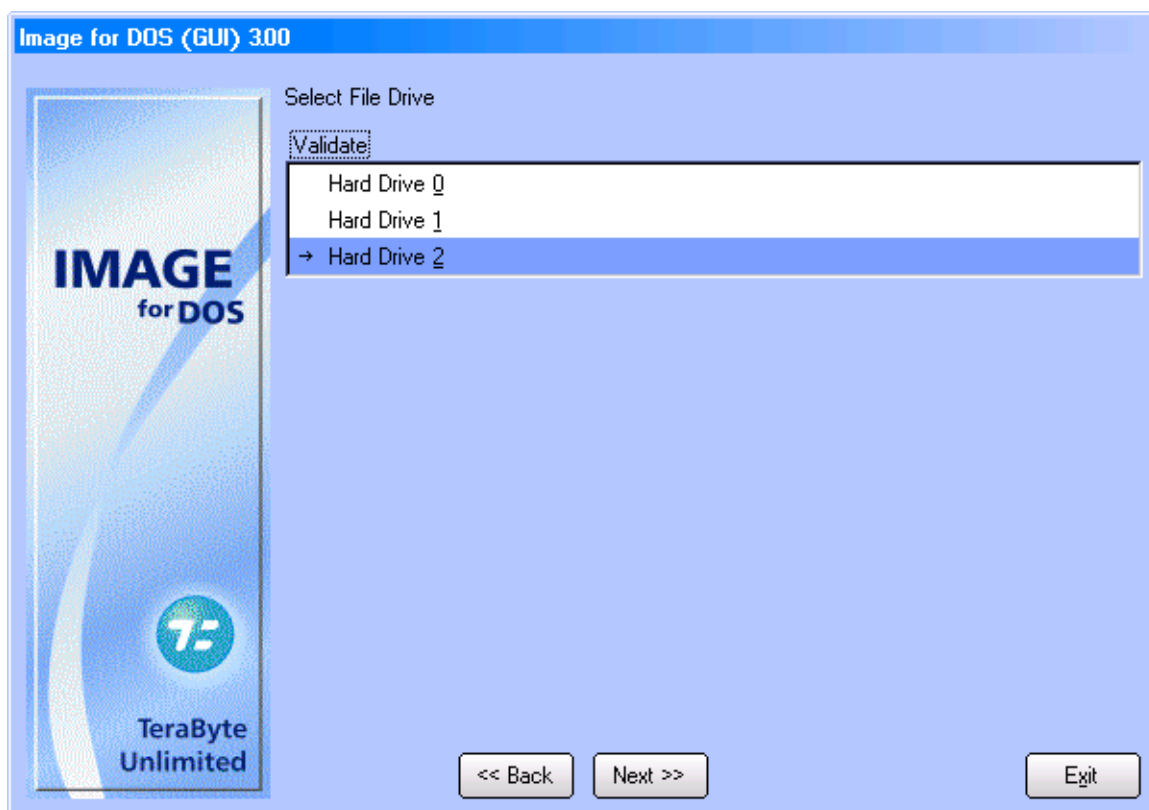 Image for DOS (GUI) 3.00
Select File Drive
Validate
Hard Drive 0
Hard Drive 1
→ Hard Drive 2
IMAGE
for DOS
TeraByte
Unlimited
<< Back
Next >>
Exit